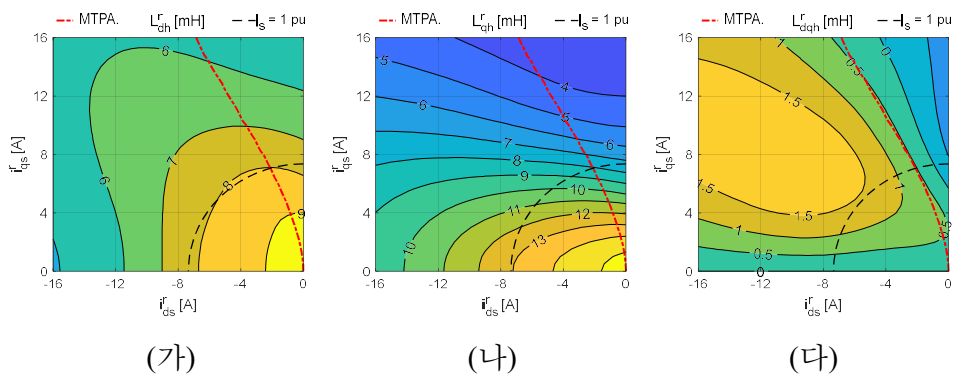 MTPA. L^r_dh [mH] I_s = 1 pu
16
12
8
4
0
i^r_qs [A]
6
7
6
8
9
-16 -12 -8 -4 0
i^r_ds [A]
(가)
MTPA. L^r_qh [mH] I_s = 1 pu
16
12
8
4
0
i^r_qs [A]
5
4
5
6
6
7
8
9
10
11
12
13
10
-16 -12 -8 -4 0
i^r_ds [A]
(나)
MTPA. L^r_dqh [mH] I_s = 1 pu
16
12
8
4
0
i^r_qs [A]
1
0.5
0
1.5
1.5
1
1.5
1
0.5
0.5
0
-16 -12 -8 -4 0
i^r_ds [A]
(다)